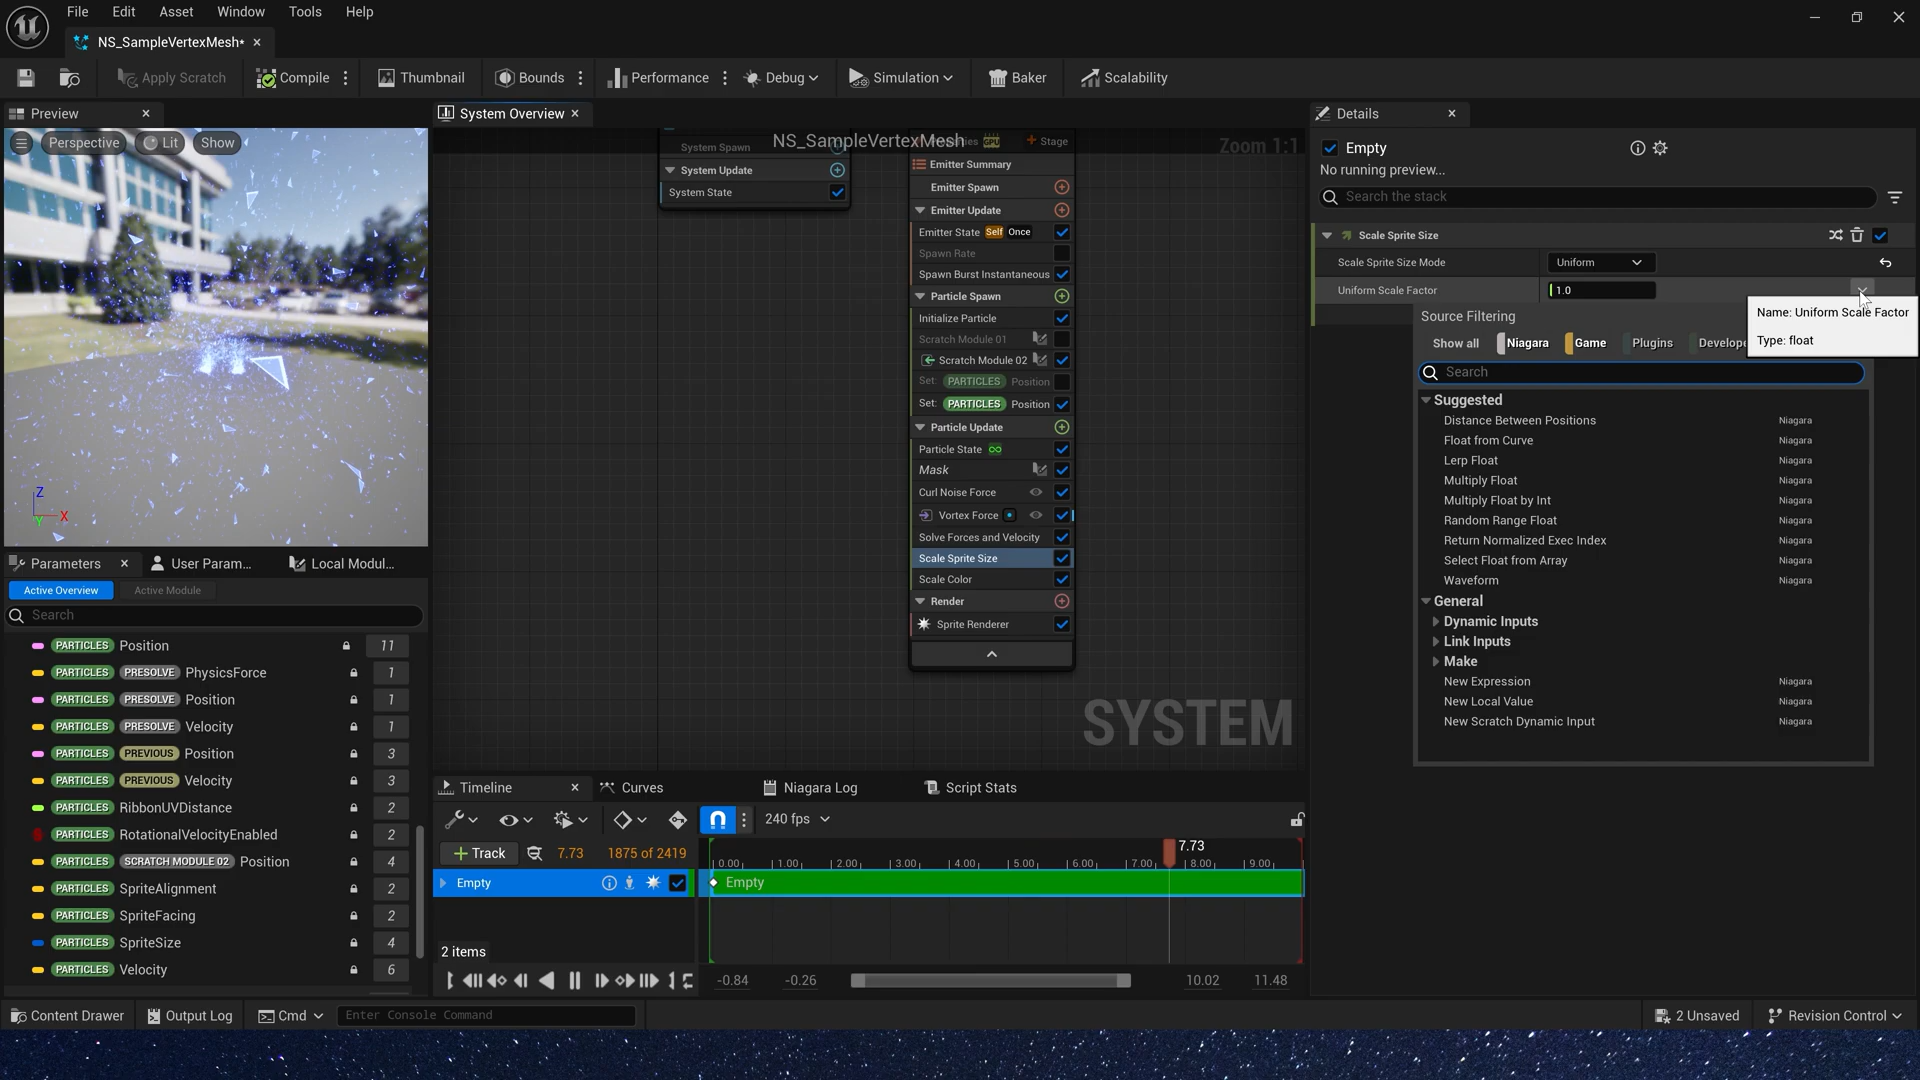 File Edit Asset Window Tools Help
NS_SampleVertexMesh*
Apply Scratch Compile Thumbnail Bounds Performance Debug Simulation Baker Scalability
Preview
Perspective Lit Show
Z
Y X
Parameters User Param... Local Modul...
Active Overview Active Module
Search
PARTICLES Position 11
PARTICLES PRESOLVE PhysicsForce 1
PARTICLES PRESOLVE Position 1
PARTICLES PRESOLVE Velocity 1
PARTICLES PREVIOUS Position 3
PARTICLES PREVIOUS Velocity 3
PARTICLES RibbonUVDistance 2
PARTICLES RotationalVelocityEnabled 2
PARTICLES SCRATCH MODULE 02 Position 4
PARTICLES SpriteAlignment 2
PARTICLES SpriteFacing 2
PARTICLES SpriteSize 4
PARTICLES Velocity 6
System Overview
NS_SampleVertexMesh
Zoom 1:1
System Spawn
System Update
System State
GPU Stage
Emitter Summary
Emitter Spawn
Emitter Update
Emitter State Self Once
Spawn Rate
Spawn Burst Instantaneous
Particle Spawn
Initialize Particle
Scratch Module 01
Scratch Module 02
Set: PARTICLES Position
Set: PARTICLES Position
Particle Update
Particle State
Mask
Curl Noise Force
Vortex Force
Solve Forces and Velocity
Scale Sprite Size
Scale Color
Render
Sprite Renderer
SYSTEM
Timeline Curves Niagara Log Script Stats
240 fps
Track 7.73 1875 of 2419
7.73
0.00 1.00 2.00 3.00 4.00 5.00 6.00 7.00 8.00 9.00
Empty
Empty
2 items
-0.84 -0.26 10.02 11.48
Details
Empty
No running preview...
Search the stack
Scale Sprite Size
Scale Sprite Size Mode Uniform
Uniform Scale Factor 1.0
Name: Uniform Scale Factor
Type: float
Source Filtering
Show all Niagara Game Plugins Develope
Search
Suggested
Distance Between Positions Niagara
Float from Curve Niagara
Lerp Float Niagara
Multiply Float Niagara
Multiply Float by Int Niagara
Random Range Float Niagara
Return Normalized Exec Index Niagara
Select Float from Array Niagara
Waveform Niagara
General
Dynamic Inputs
Link Inputs
Make
New Expression Niagara
New Local Value Niagara
New Scratch Dynamic Input Niagara
Content Drawer Output Log Cmd Enter Console Command 2 Unsaved Revision Control